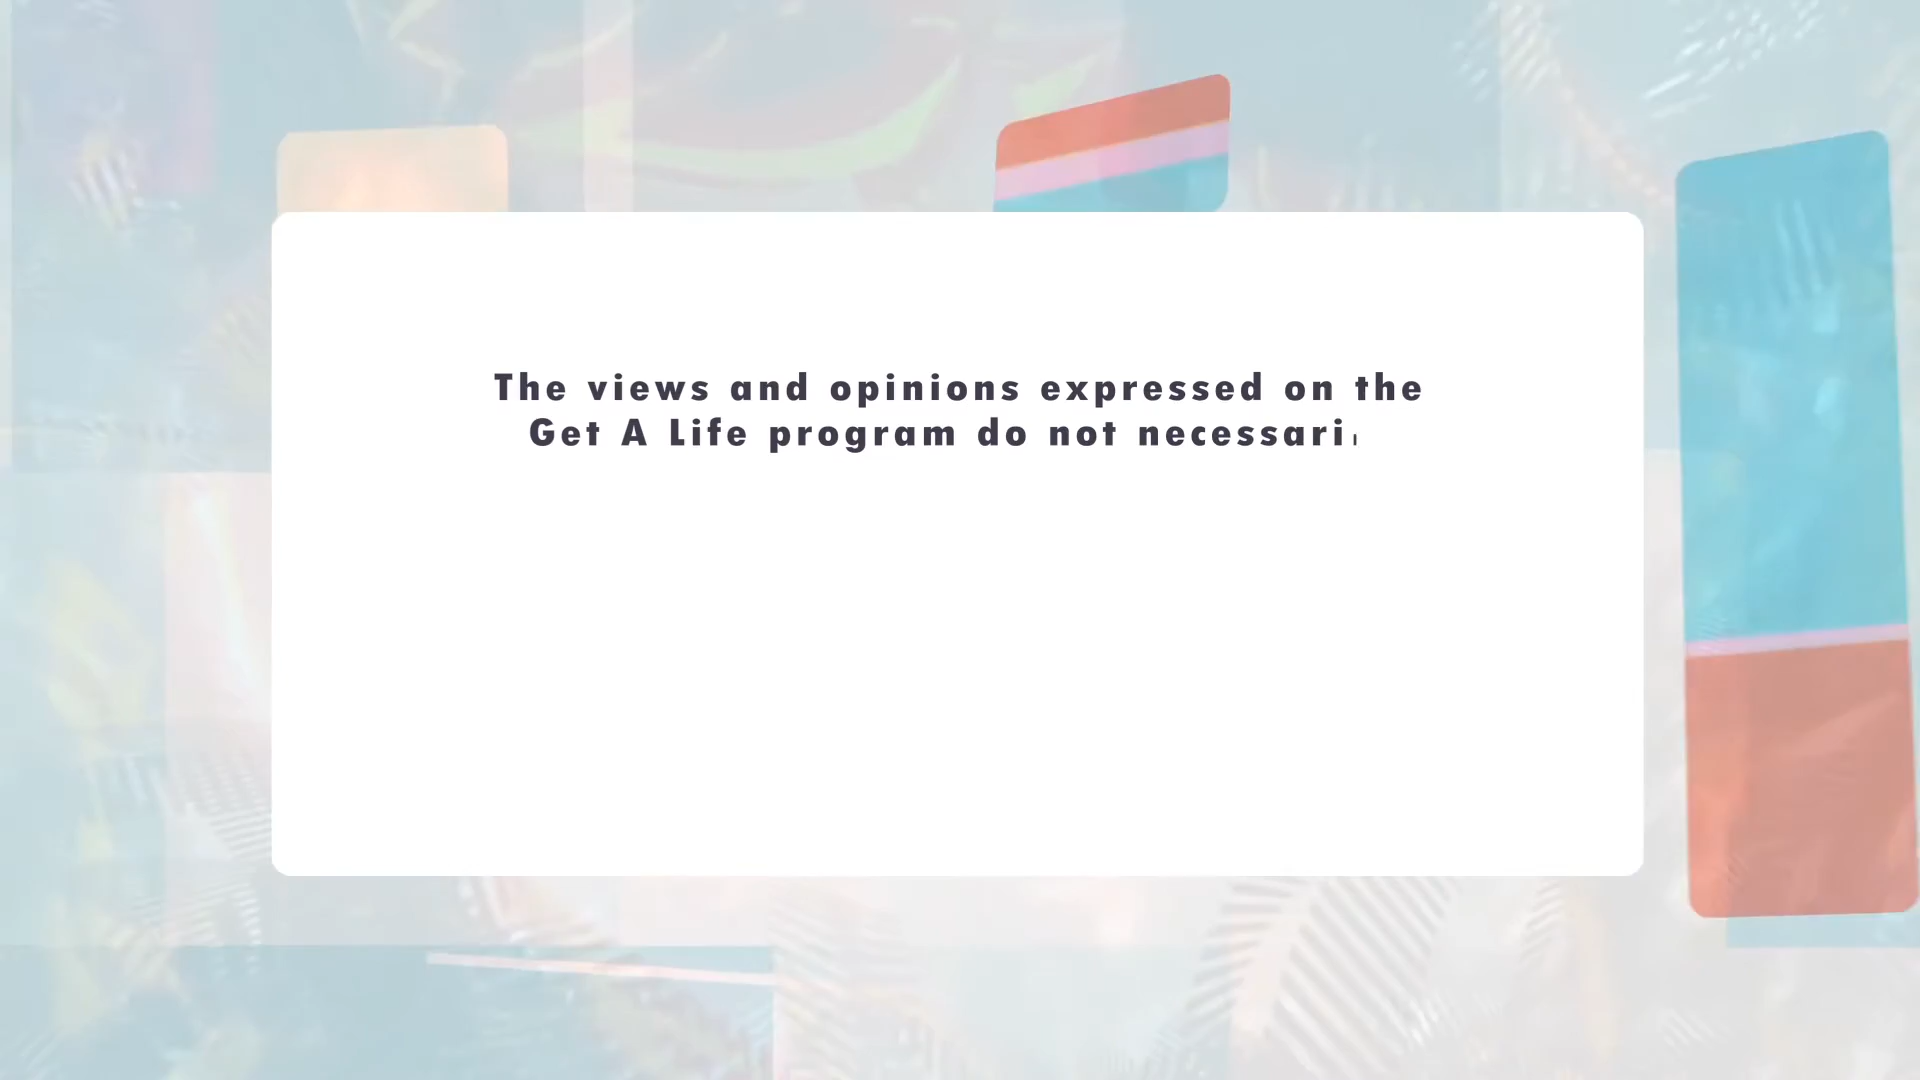 The views and opinions expressed on the
Get A Life program do not necessari